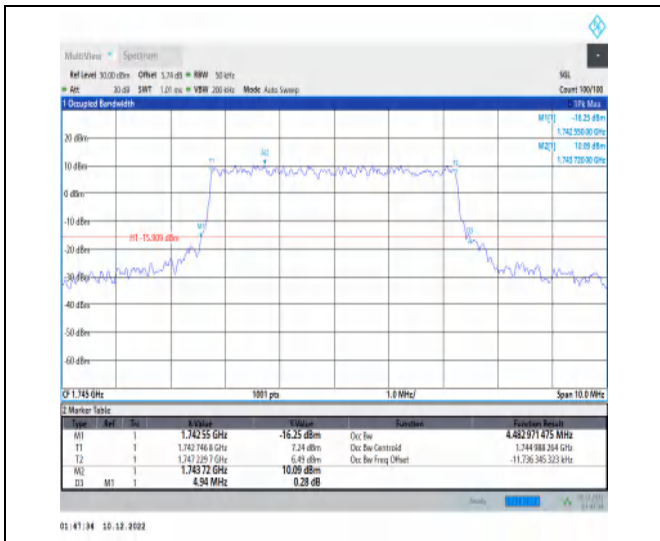 MultiView Spectrum
Ref Level 30.00 dBm Offset 5.74 dB RBW 50 kHz SGL
Att 30 dB SWT 1.01 ms VBW 200 kHz Mode Auto Sweep Count 100/100
1 Occupied Bandwidth 1Pk Max
M1[1] -16.25 dBm
1.742 550 00 GHz
M2[1] 10.09 dBm
1.743 720 00 GHz
20 dBm
10 dBm
0 dBm
-10 dBm
H1 -15.909 dBm
-20 dBm
-30 dBm
-40 dBm
-50 dBm
-60 dBm
T1 M2 T2
M1 D3
CF 1.745 GHz 1001 pts 1.0 MHz/ Span 10.0 MHz
2 Marker Table
Type Ref Trc X-Value Y-Value Function Function Result
M1 1 1.742 55 GHz -16.25 dBm Occ Bw 4.482 971 475 MHz
T1 1 1.742 746 8 GHz 7.24 dBm Occ Bw Centroid 1.744 988 264 GHz
T2 1 1.747 229 7 GHz 6.49 dBm Occ Bw Freq Offset -11.736 345 323 kHz
M2 1 1.743 72 GHz 10.09 dBm
D3 M1 1 4.94 MHz 0.28 dB
Ready
01:47:34 10.12.2022